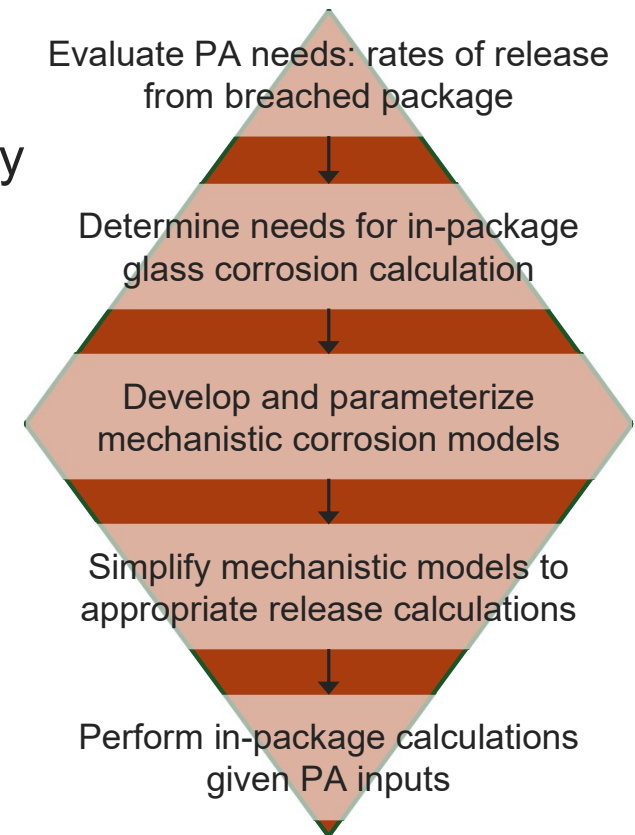 Evaluate PA needs: rates of release
from breached package
y
Determine needs for in-package
glass corrosion calculation
Develop and parameterize
mechanistic corrosion models
Simplify mechanistic models to
appropriate release calculations
Perform in-package calculations
given PA inputs